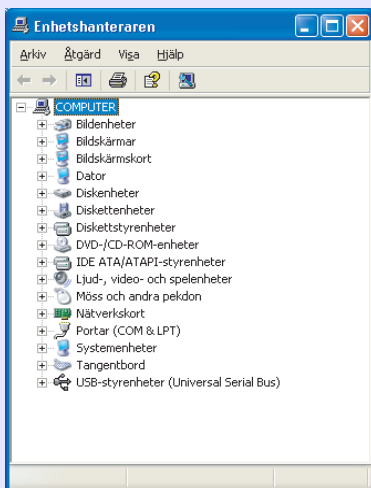 Enhetshanteraren
Arkiv Åtgärd Visa Hjälp
COMPUTER
Bildenheter
Bildskärmar
Bildskärmskort
Dator
Diskenheter
Diskettenheter
Diskettstyrenheter
DVD-/CD-ROM-enheter
IDE ATA/ATAPI-styrenheter
Ljud-, video- och spelenheter
Möss och andra pekdon
Nätverkskort
Portar (COM & LPT)
Systemenheter
Tangentbord
USB-styrenheter (Universal Serial Bus)